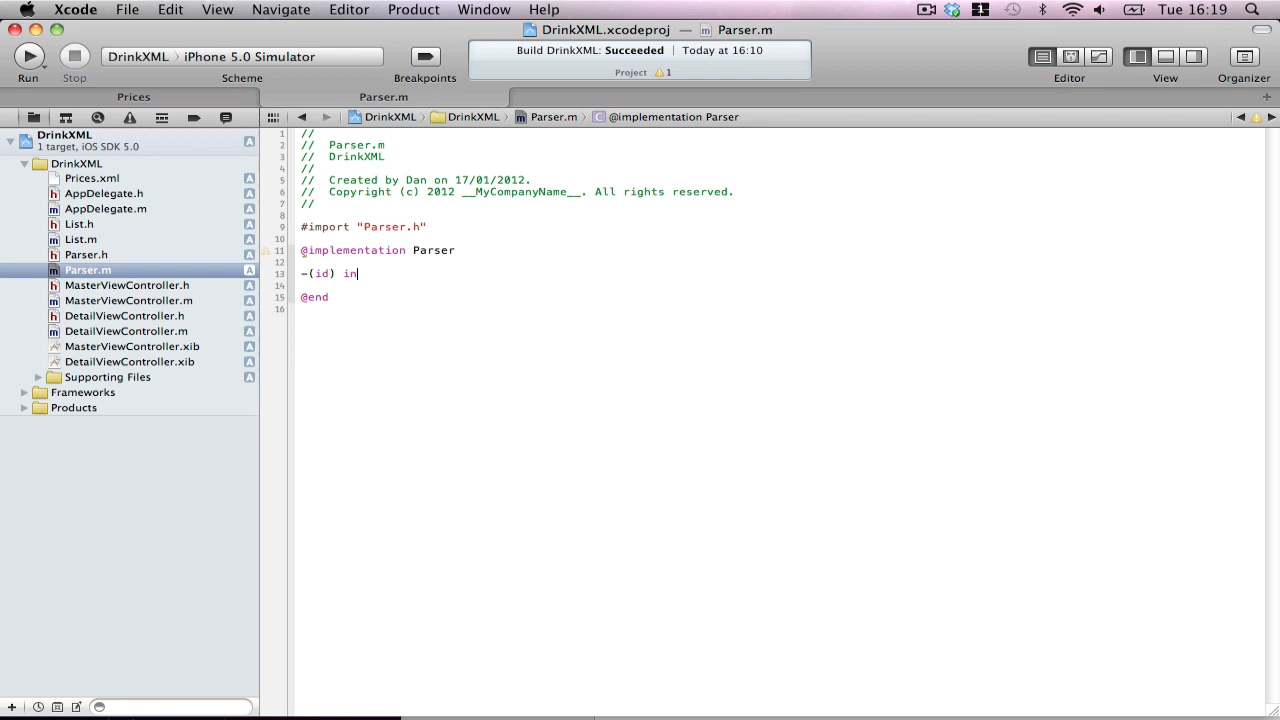 Xcode File Edit View Navigate Editor Product Window Help 1 Tue 16:19
DrinkXML.xcodeproj — Parser.m
DrinkXML iPhone 5.0 Simulator
Build DrinkXML: Succeeded Today at 16:10
Project 1
Run Stop Scheme Breakpoints Editor View Organizer
Prices Parser.m
DrinkXML DrinkXML Parser.m C @implementation Parser
DrinkXML A
1 target, iOS SDK 5.0
DrinkXML
Prices.xml A
h AppDelegate.h A
m AppDelegate.m A
h List.h A
m List.m A
h Parser.h A
m Parser.m A
h MasterViewController.h A
m MasterViewController.m A
h DetailViewController.h A
m DetailViewController.m A
MasterViewController.xib A
DetailViewController.xib A
Supporting Files A
Frameworks
Products
1 //
2 // Parser.m
3 // DrinkXML
4 //
5 // Created by Dan on 17/01/2012.
6 // Copyright (c) 2012 __MyCompanyName__. All rights reserved.
7 //
8
9 #import "Parser.h"
10
11 @implementation Parser
12
13 -(id) in
14
15 @end
16